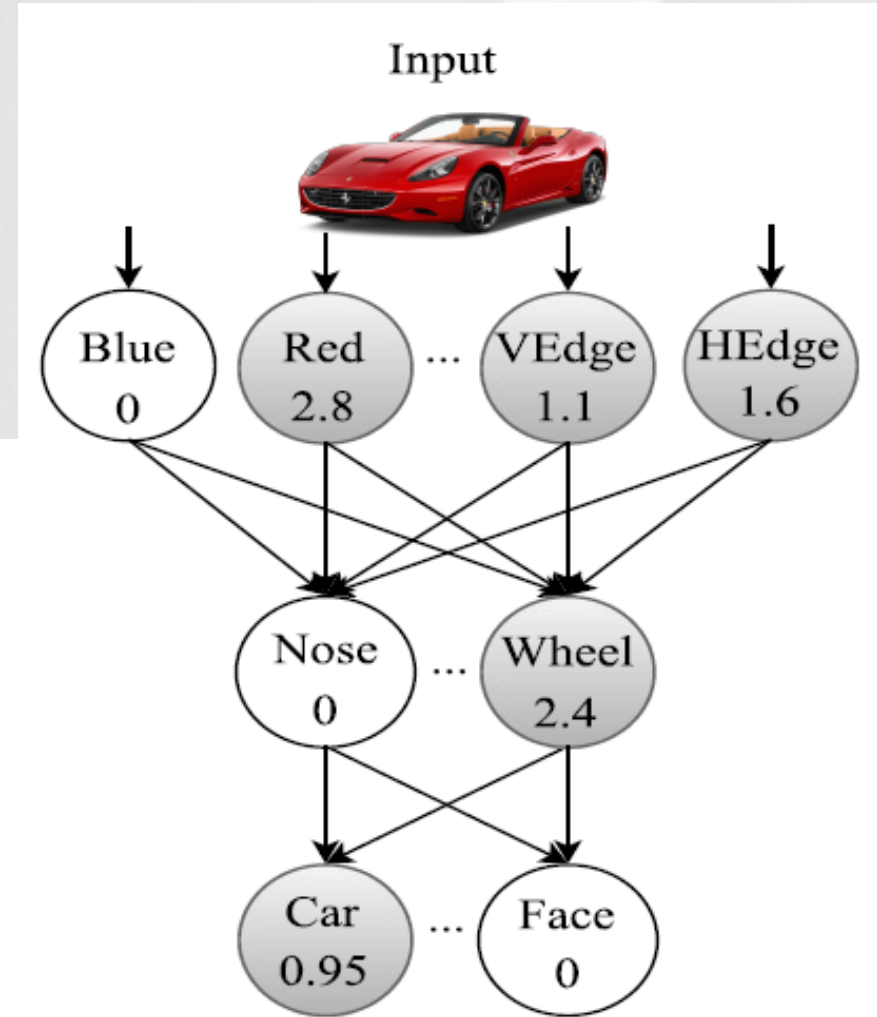 Input
Blue
0
Red
2.8
...
VEdge
1.1
HEdge
1.6
Nose
0
...
Wheel
2.4
Car
0.95
...
Face
0